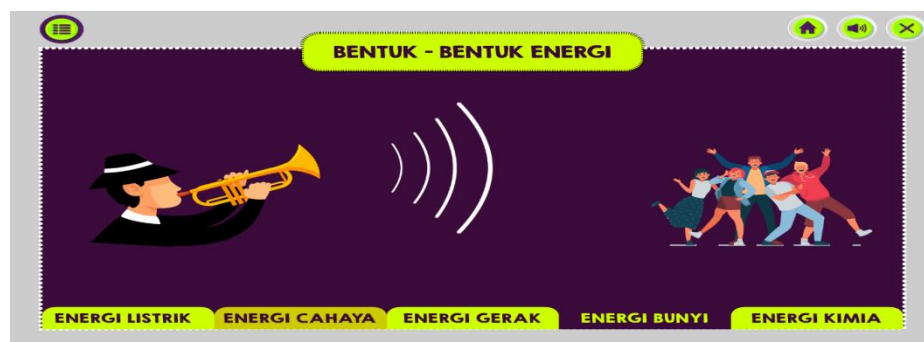 BENTUK - BENTUK ENERGI
ENERGI LISTRIK
ENERGI CAHAYA
ENERGI GERAK
ENERGI BUNYI
ENERGI KIMIA